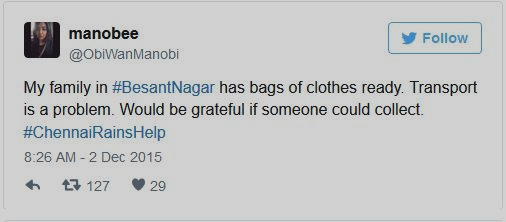 manobee
@ObiWanManobi
Follow
My family in #BesantNagar has bags of clothes ready. Transport
is a problem. Would be grateful if someone could collect.
#ChennaiRainsHelp
8:26 AM - 2 Dec 2015
127 29